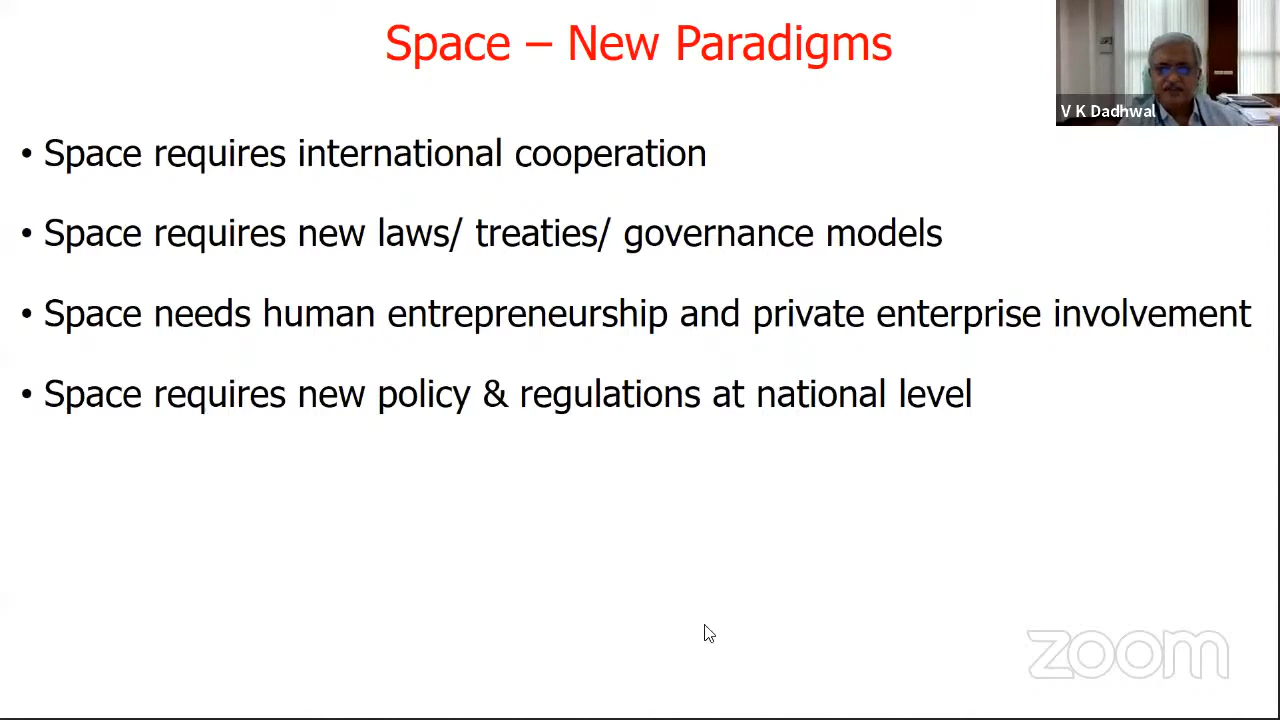 Space – New Paradigms
V K Dadhwal
• Space requires international cooperation
• Space requires new laws/ treaties/ governance models
• Space needs human entrepreneurship and private enterprise involvement
• Space requires new policy & regulations at national level
zoom